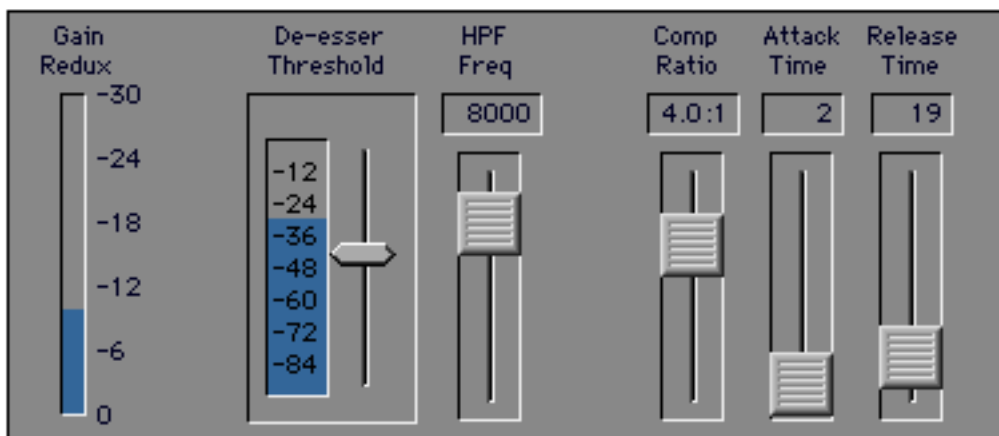 Gain Redux
-30
-24
-18
-12
-6
0
De-esser Threshold
-12
-24
-36
-48
-60
-72
-84
HPF Freq
8000
Comp Ratio
4.0:1
Attack Time
2
Release Time
19